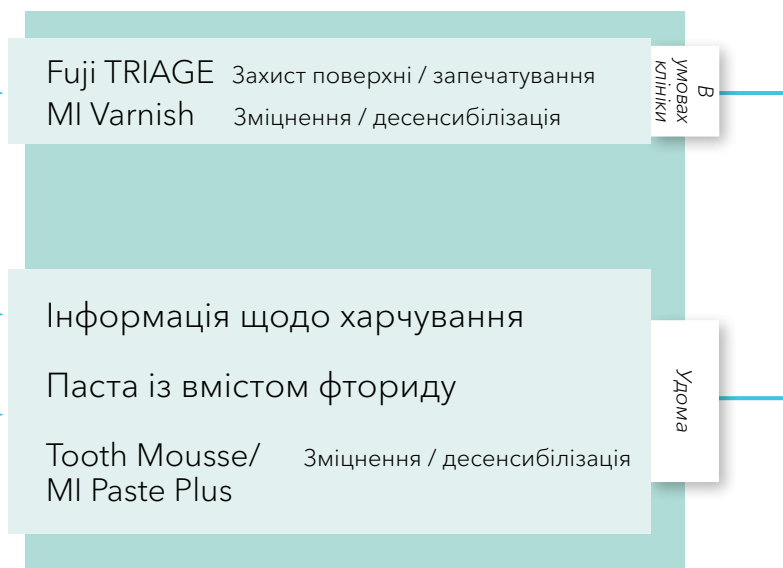 Fuji TRIAGE Захист поверхні / запечатування
MI Varnish Зміцнення / десенсибілізація
В
умовах
клініки
Інформація щодо харчування
Паста із вмістом фториду
Tooth Mousse/ Зміцнення / десенсибілізація
MI Paste Plus
Удома